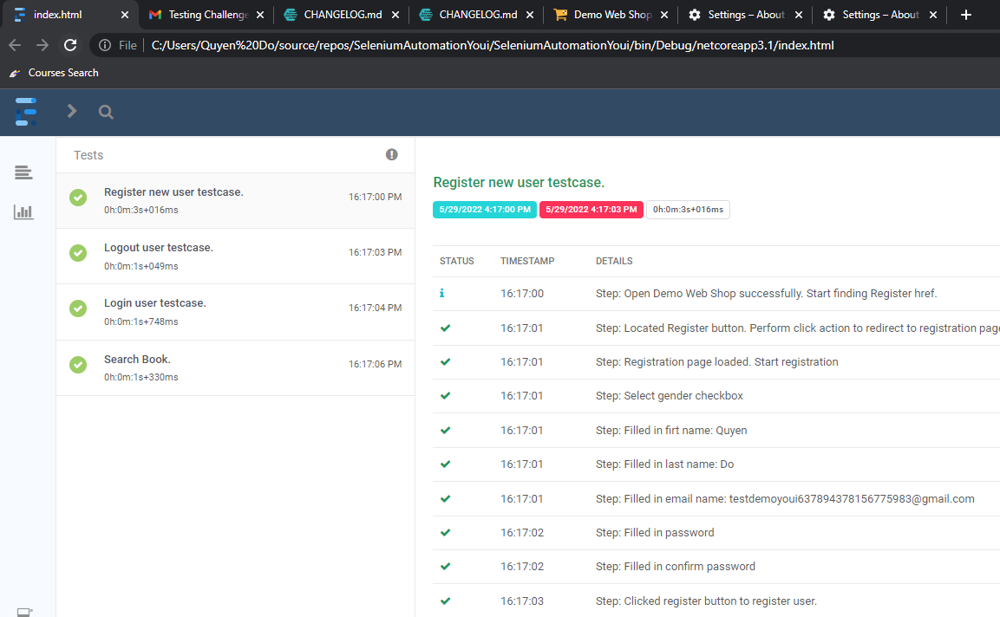 index.html
Testing Challenge
CHANGELOG.md
CHANGELOG.md
Demo Web Shop
Settings – About
Settings – About
File
C:/Users/Quyen%20Do/source/repos/SeleniumAutomationYoui/SeleniumAutomationYoui/bin/Debug/netcoreapp3.1/index.html
Courses Search
Tests
Register new user testcase.
16:17:00 PM
0h:0m:3s+016ms
Logout user testcase.
16:17:03 PM
0h:0m:1s+049ms
Login user testcase.
16:17:04 PM
0h:0m:1s+748ms
Search Book.
16:17:06 PM
0h:0m:1s+330ms
Register new user testcase.
5/29/2022 4:17:00 PM 5/29/2022 4:17:03 PM 0h:0m:3s+016ms
STATUS TIMESTAMP DETAILS
16:17:00 Step: Open Demo Web Shop successfully. Start finding Register href.
16:17:01 Step: Located Register button. Perform click action to redirect to registration page
16:17:01 Step: Registration page loaded. Start registration
16:17:01 Step: Select gender checkbox
16:17:01 Step: Filled in firt name: Quyen
16:17:01 Step: Filled in last name: Do
16:17:01 Step: Filled in email name: testdemoyoui637894378156775983@gmail.com
16:17:02 Step: Filled in password
16:17:02 Step: Filled in confirm password
16:17:03 Step: Clicked register button to register user.